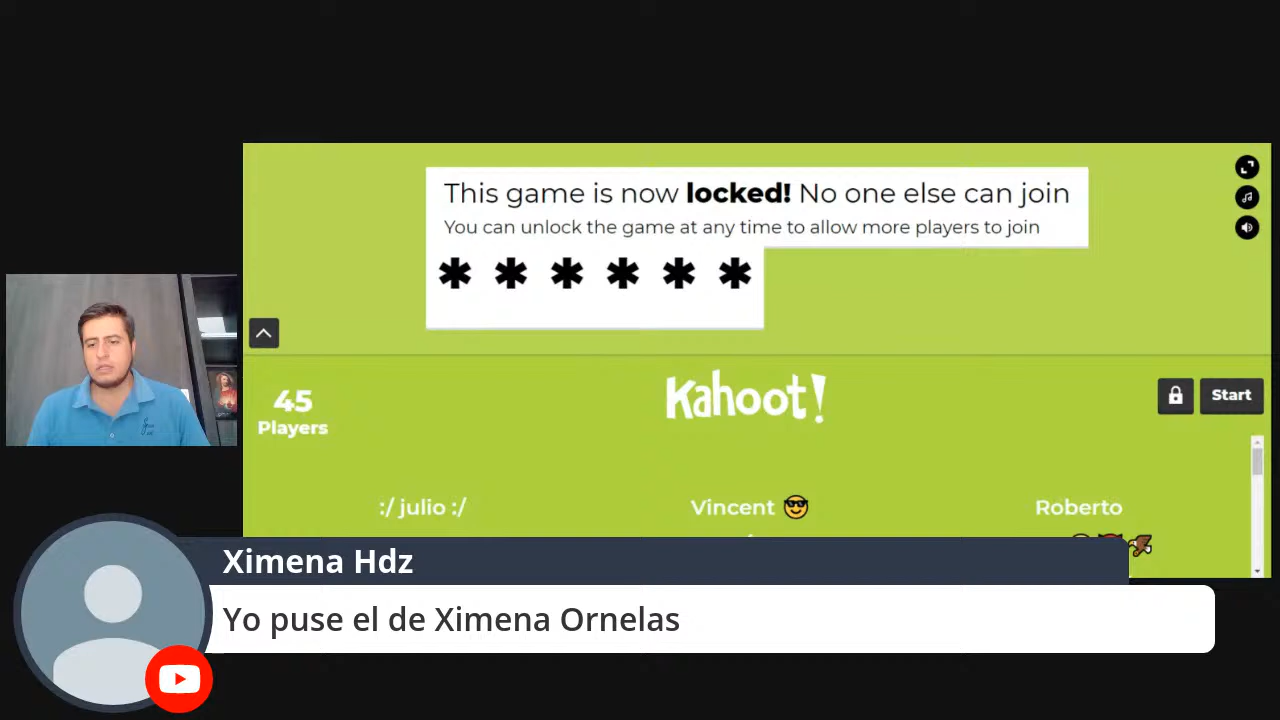 This game is now locked! No one else can join
You can unlock the game at any time to allow more players to join
* * * * * *
45
Players
Kahoot!
Start
:/ julio :/
Vincent 😎
Roberto
Ximena Hdz
Yo puse el de Ximena Ornelas